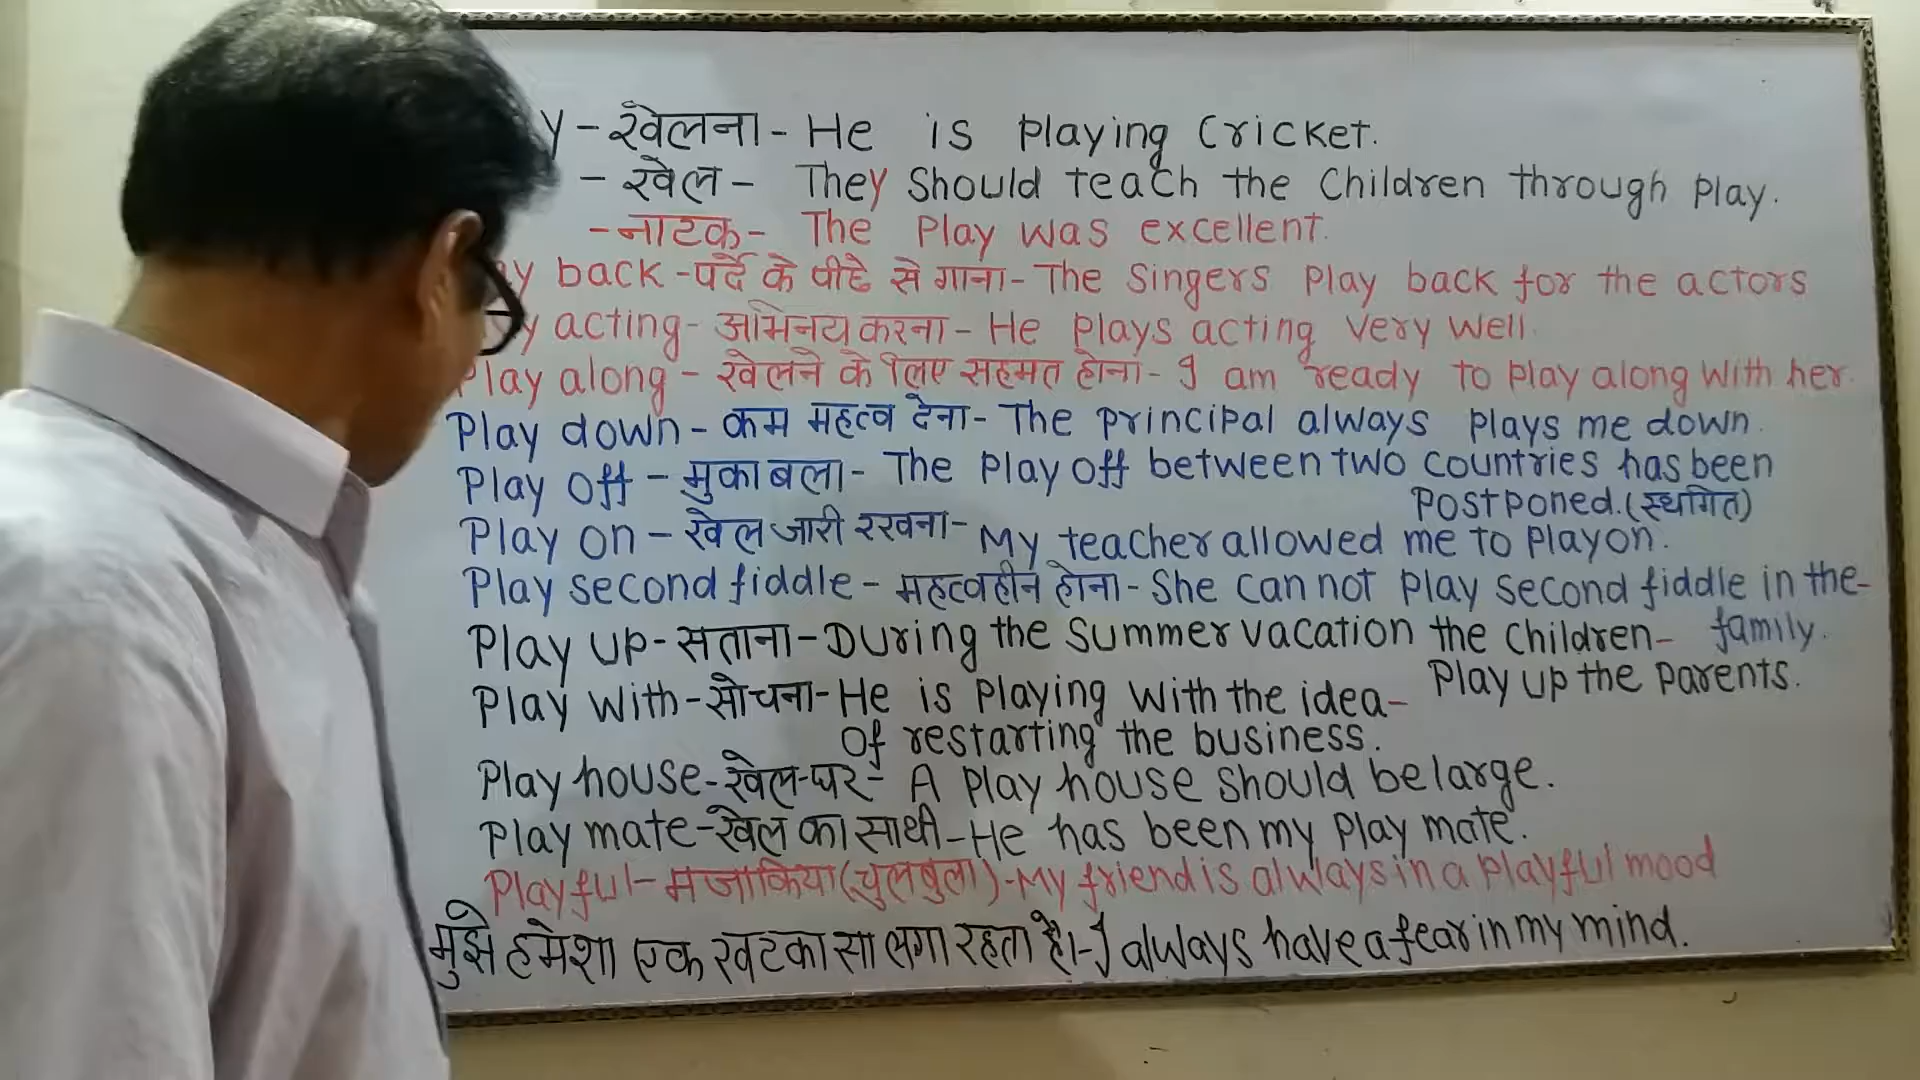 - खेलना - He is Playing Cricket.
- खेल - They Should teach the Children through Play.
- नाटक - The Play was excellent.
back - पर्दे के पीछे से गाना - The Singers Play back for the actors
acting - अभिनय करना - He Plays acting very well.
Play along - खेलने के लिए सहमत होना - I am ready to Play along with her.
Play down - कम महत्व देना - The Principal always Plays me down.
Play off - मुकाबला - The Play off between two countries has been
Postponed. (स्थगित)
Play on - खेल जारी रखना - My teacher allowed me to Play on.
Play second fiddle - महत्वहीन होना - She can not Play second fiddle in the -
family.
Play up - सताना - During the Summer vacation the Children -
Play up the Parents.
Play with - सोचना - He is Playing with the idea -
Of restarting the business.
Play house - खेल-घर - A Play house Should be large.
Play mate - खेल का साथी - He has been my Play mate.
Playful - मजाकिया (चुलबुला) - My friend is always in a Playful mood
मुझे हमेशा एक खटका सा लगा रहता है। - I always have a fear in my mind.